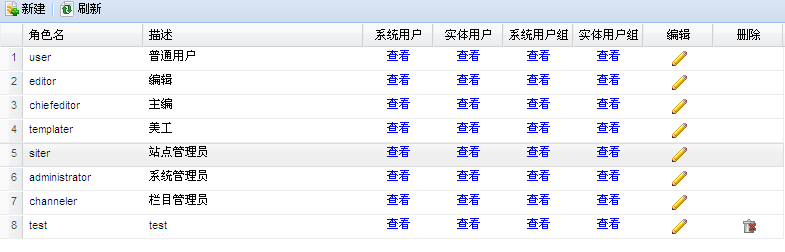 新建 刷新
角色名 描述 系统用户 实体用户 系统用户组 实体用户组 编辑 删除
1 user 普通用户 查看 查看 查看 查看
2 editor 编辑 查看 查看 查看 查看
3 chiefeditor 主编 查看 查看 查看 查看
4 templater 美工 查看 查看 查看 查看
5 siter 站点管理员 查看 查看 查看 查看
6 administrator 系统管理员 查看 查看 查看 查看
7 channeler 栏目管理员 查看 查看 查看 查看
8 test test 查看 查看 查看 查看